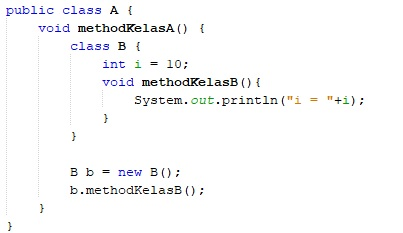 public class A {
    void methodKelasA() {
        class B {
            int i = 10;
            void methodKelasB(){
                System.out.println("i = "+i);
            }
        }

        B b = new B();
        b.methodKelasB();
    }
}